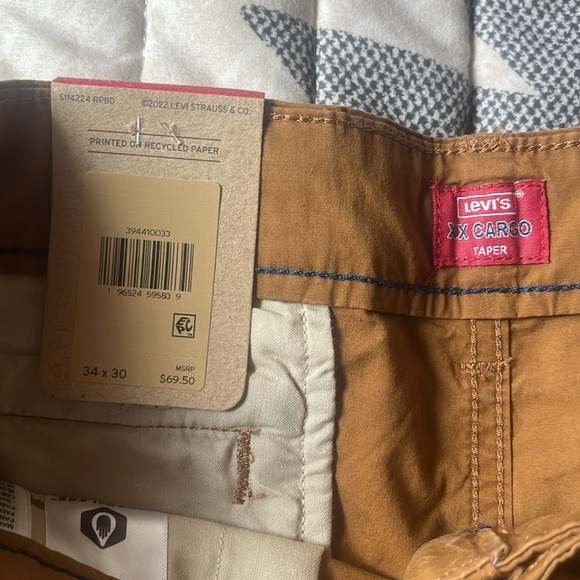 S114224 RPBD ©2022 LEVI STRAUSS & CO.
PRINTED ON RECYCLED PAPER
394410033
1 96524 59583 9
34 x 30
MSRP
$69.50
LEVI'S®
XX CARGO
TAPER